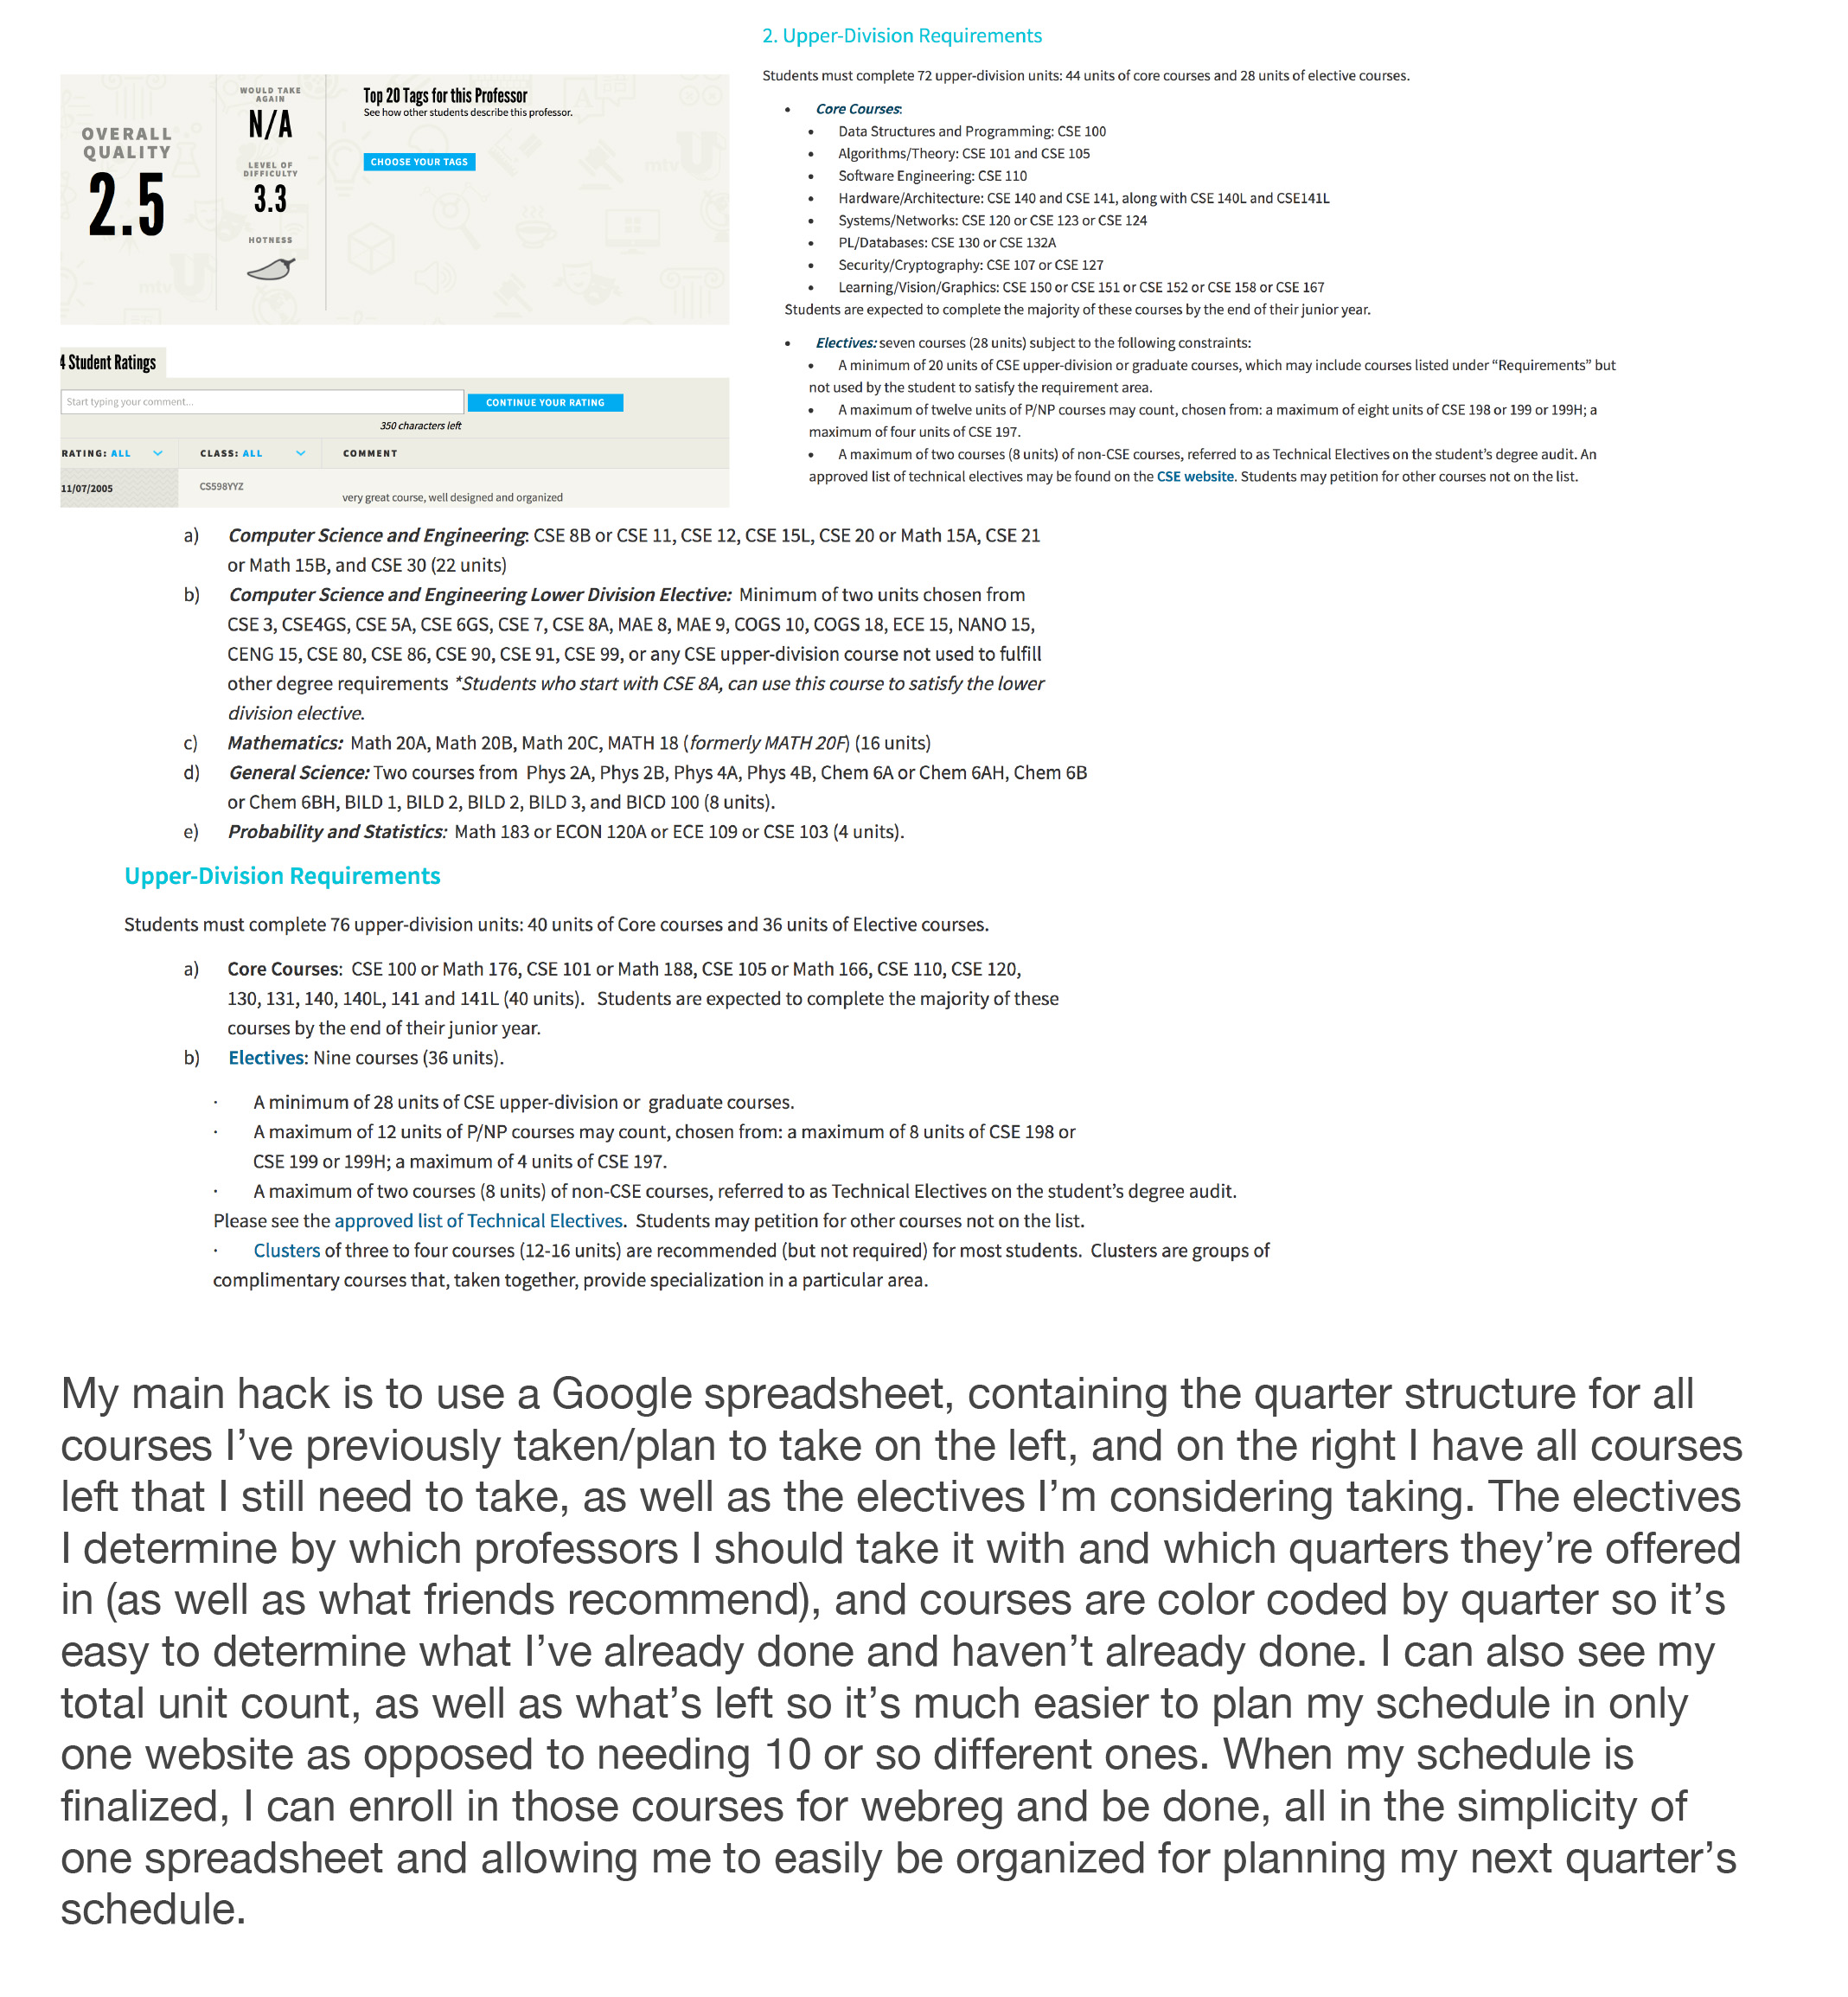 OVERALL
QUALITY
2.5
WOULD TAKE
AGAIN
N/A
LEVEL OF
DIFFICULTY
3.3
HOTNESS
Top 20 Tags for this Professor
See how other students describe this professor.
CHOOSE YOUR TAGS
mtvU
mtvU
4 Student Ratings
Start typing your comment...
CONTINUE YOUR RATING
350 characters left
RATING: ALL
CLASS: ALL
COMMENT
11/07/2005
CS598YYZ
very great course, well designed and organized
2. Upper-Division Requirements
Students must complete 72 upper-division units: 44 units of core courses and 28 units of elective courses.
• Core Courses:
• Data Structures and Programming: CSE 100
• Algorithms/Theory: CSE 101 and CSE 105
• Software Engineering: CSE 110
• Hardware/Architecture: CSE 140 and CSE 141, along with CSE 140L and CSE141L
• Systems/Networks: CSE 120 or CSE 123 or CSE 124
• PL/Databases: CSE 130 or CSE 132A
• Security/Cryptography: CSE 107 or CSE 127
• Learning/Vision/Graphics: CSE 150 or CSE 151 or CSE 152 or CSE 158 or CSE 167
Students are expected to complete the majority of these courses by the end of their junior year.
• Electives: seven courses (28 units) subject to the following constraints:
• A minimum of 20 units of CSE upper-division or graduate courses, which may include courses listed under “Requirements” but
not used by the student to satisfy the requirement area.
• A maximum of twelve units of P/NP courses may count, chosen from: a maximum of eight units of CSE 198 or 199 or 199H; a
maximum of four units of CSE 197.
• A maximum of two courses (8 units) of non-CSE courses, referred to as Technical Electives on the student’s degree audit. An
approved list of technical electives may be found on the CSE website. Students may petition for other courses not on the list.
a) Computer Science and Engineering: CSE 8B or CSE 11, CSE 12, CSE 15L, CSE 20 or Math 15A, CSE 21
or Math 15B, and CSE 30 (22 units)
b) Computer Science and Engineering Lower Division Elective: Minimum of two units chosen from
CSE 3, CSE4GS, CSE 5A, CSE 6GS, CSE 7, CSE 8A, MAE 8, MAE 9, COGS 10, COGS 18, ECE 15, NANO 15,
CENG 15, CSE 80, CSE 86, CSE 90, CSE 91, CSE 99, or any CSE upper-division course not used to fulfill
other degree requirements *Students who start with CSE 8A, can use this course to satisfy the lower
division elective.
c) Mathematics: Math 20A, Math 20B, Math 20C, MATH 18 (formerly MATH 20F) (16 units)
d) General Science: Two courses from Phys 2A, Phys 2B, Phys 4A, Phys 4B, Chem 6A or Chem 6AH, Chem 6B
or Chem 6BH, BILD 1, BILD 2, BILD 2, BILD 3, and BICD 100 (8 units).
e) Probability and Statistics: Math 183 or ECON 120A or ECE 109 or CSE 103 (4 units).
Upper-Division Requirements
Students must complete 76 upper-division units: 40 units of Core courses and 36 units of Elective courses.
a) Core Courses: CSE 100 or Math 176, CSE 101 or Math 188, CSE 105 or Math 166, CSE 110, CSE 120,
130, 131, 140, 140L, 141 and 141L (40 units). Students are expected to complete the majority of these
courses by the end of their junior year.
b) Electives: Nine courses (36 units).
· A minimum of 28 units of CSE upper-division or graduate courses.
· A maximum of 12 units of P/NP courses may count, chosen from: a maximum of 8 units of CSE 198 or
CSE 199 or 199H; a maximum of 4 units of CSE 197.
· A maximum of two courses (8 units) of non-CSE courses, referred to as Technical Electives on the student’s degree audit.
Please see the approved list of Technical Electives. Students may petition for other courses not on the list.
· Clusters of three to four courses (12-16 units) are recommended (but not required) for most students. Clusters are groups of
complimentary courses that, taken together, provide specialization in a particular area.
My main hack is to use a Google spreadsheet, containing the quarter structure for all
courses I’ve previously taken/plan to take on the left, and on the right I have all courses
left that I still need to take, as well as the electives I’m considering taking. The electives
I determine by which professors I should take it with and which quarters they’re offered
in (as well as what friends recommend), and courses are color coded by quarter so it’s
easy to determine what I’ve already done and haven’t already done. I can also see my
total unit count, as well as what’s left so it’s much easier to plan my schedule in only
one website as opposed to needing 10 or so different ones. When my schedule is
finalized, I can enroll in those courses for webreg and be done, all in the simplicity of
one spreadsheet and allowing me to easily be organized for planning my next quarter’s
schedule.